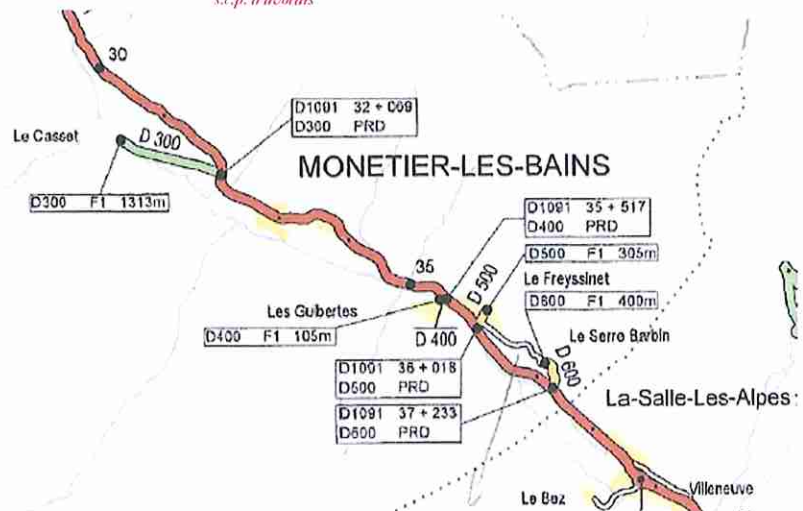 s.c.p. d'avocats
30
D1091 32 + 009
D300 PRD
Le Casset
D 300
MONETIER-LES-BAINS
D300 F1 1313m
D1091 35 + 517
D400 PRD
D500 F1 305m
35
D 500
Le Freyssinet
D600 F1 400m
Les Guibertes
D400 F1 105m
D 400
Le Serre Barbin
D 600
D1091 36 + 018
D500 PRD
D1091 37 + 233
D600 PRD
La-Salle-Les-Alpes
Le Bez
Villeneuve